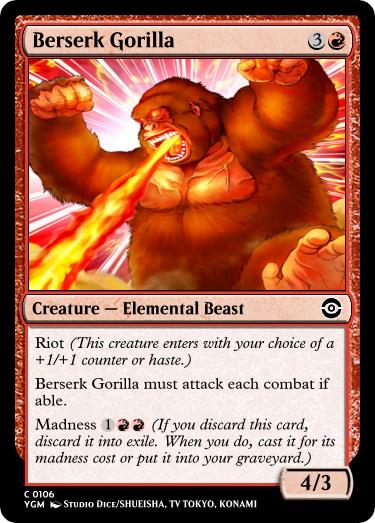 Berserk Gorilla 3
Creature — Elemental Beast
Riot (This creature enters with your choice of a
+1/+1 counter or haste.)
Berserk Gorilla must attack each combat if
able.
Madness 1 (If you discard this card,
discard it into exile. When you do, cast it for its
madness cost or put it into your graveyard.)
4/3
C 0106
YGM Studio Dice/SHUEISHA, TV TOKYO, KONAMI